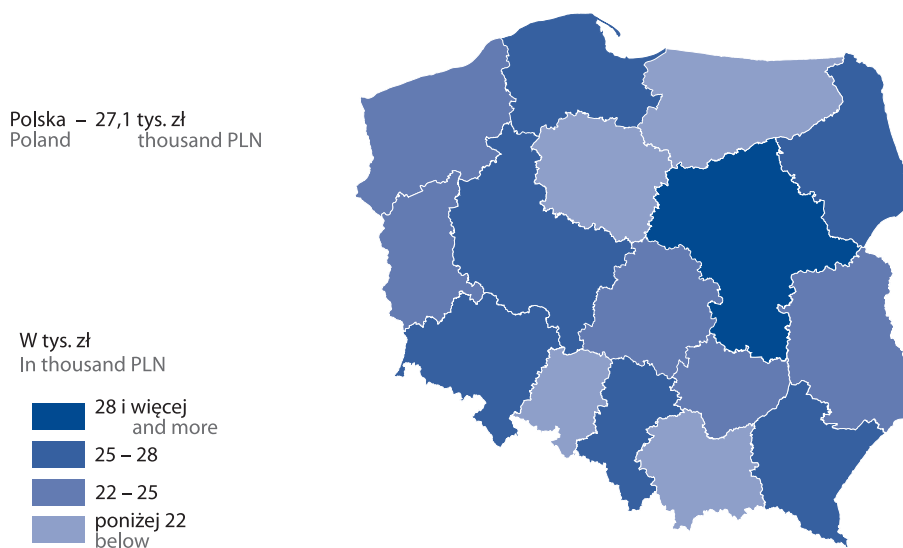 Polska – 27,1 tys. zł
Poland thousand PLN
W tys. zł
In thousand PLN
28 i więcej
and more
25 – 28
22 – 25
poniżej 22
below